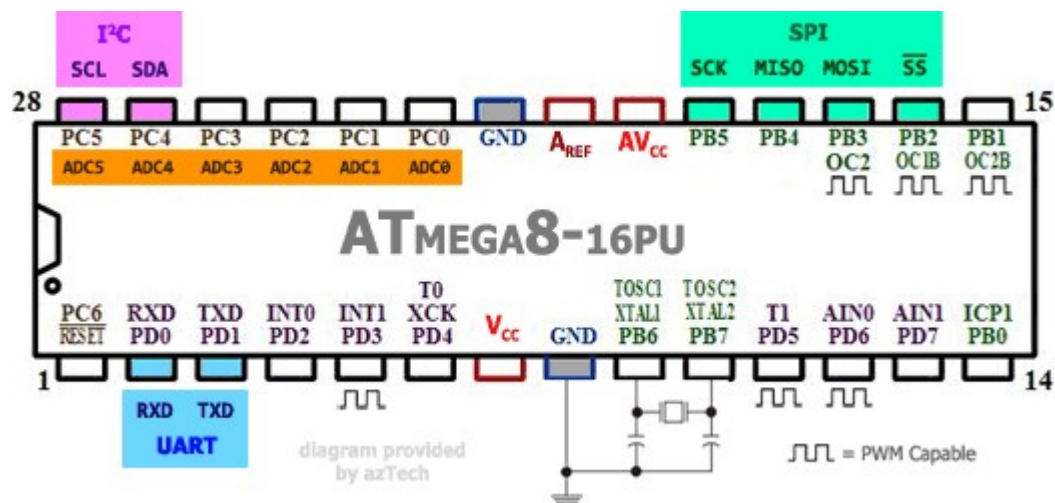 I²C SPI
SCL SDA SCK MISO MOSI SS
28 15
PC5 PC4 PC3 PC2 PC1 PC0 GND AREF AVCC PB5 PB4 PB3 PB2 PB1
ADC5 ADC4 ADC3 ADC2 ADC1 ADC0 OC2 OC1B OC2B
ATMEGA8-16PU
T0 TOSC1 TOSC2
PC6 RXD TXD INT0 INT1 XCK VCC GND XTAL1 XTAL2 T1 AIN0 AIN1 ICP1
RESET PD0 PD1 PD2 PD3 PD4 PB6 PB7 PD5 PD6 PD7 PB0
1 14
RXD TXD
UART
diagram provided
by azTech
= PWM Capable